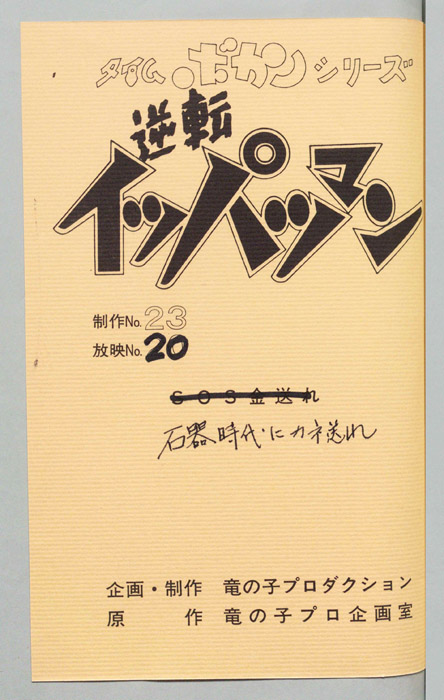 タイムボカンシリーズ
逆転
イッパツマン
制作No. 23
放映No. 20
SOS金送れ
石器時代にカネ送れ
企画・制作 竜の子プロダクション
原作 竜の子プロ企画室